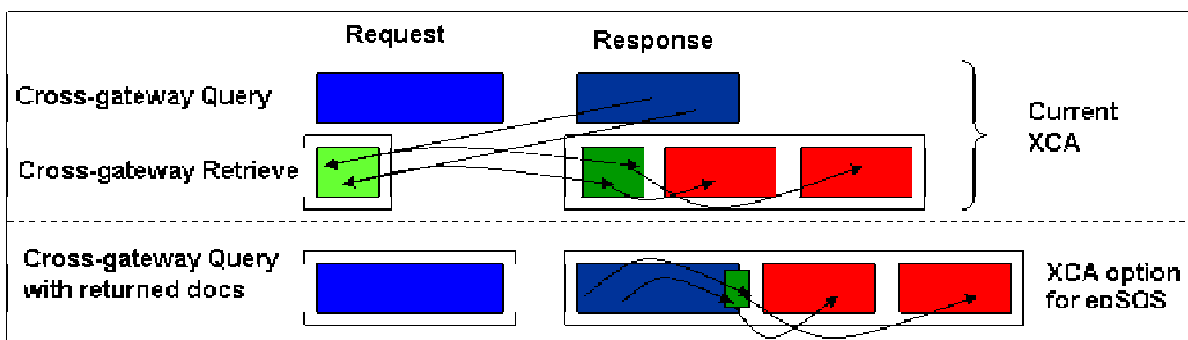 Request
Response
Cross-gateway Query
Current
XCA
Cross-gateway Retrieve
Cross-gateway Query
with returned docs
XCA option
for epSOS